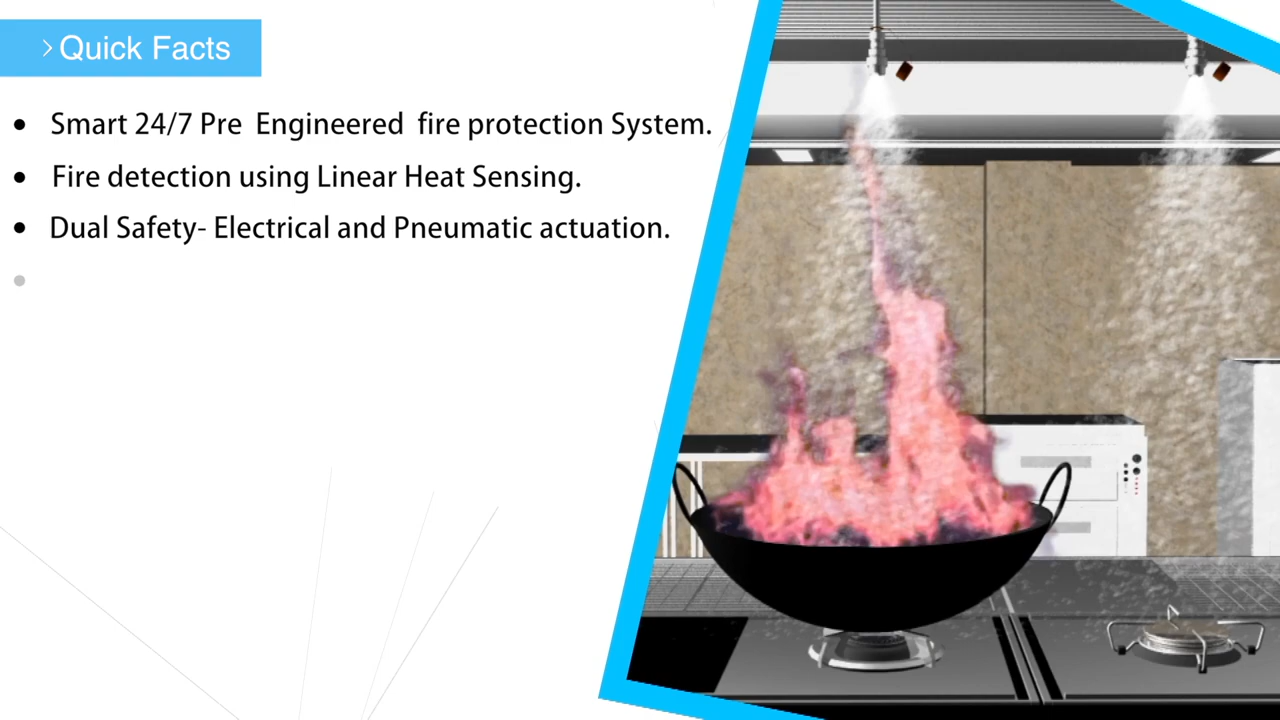 Quick Facts
Smart 24/7 Pre Engineered fire protection System.
Fire detection using Linear Heat Sensing.
Dual Safety- Electrical and Pneumatic actuation.